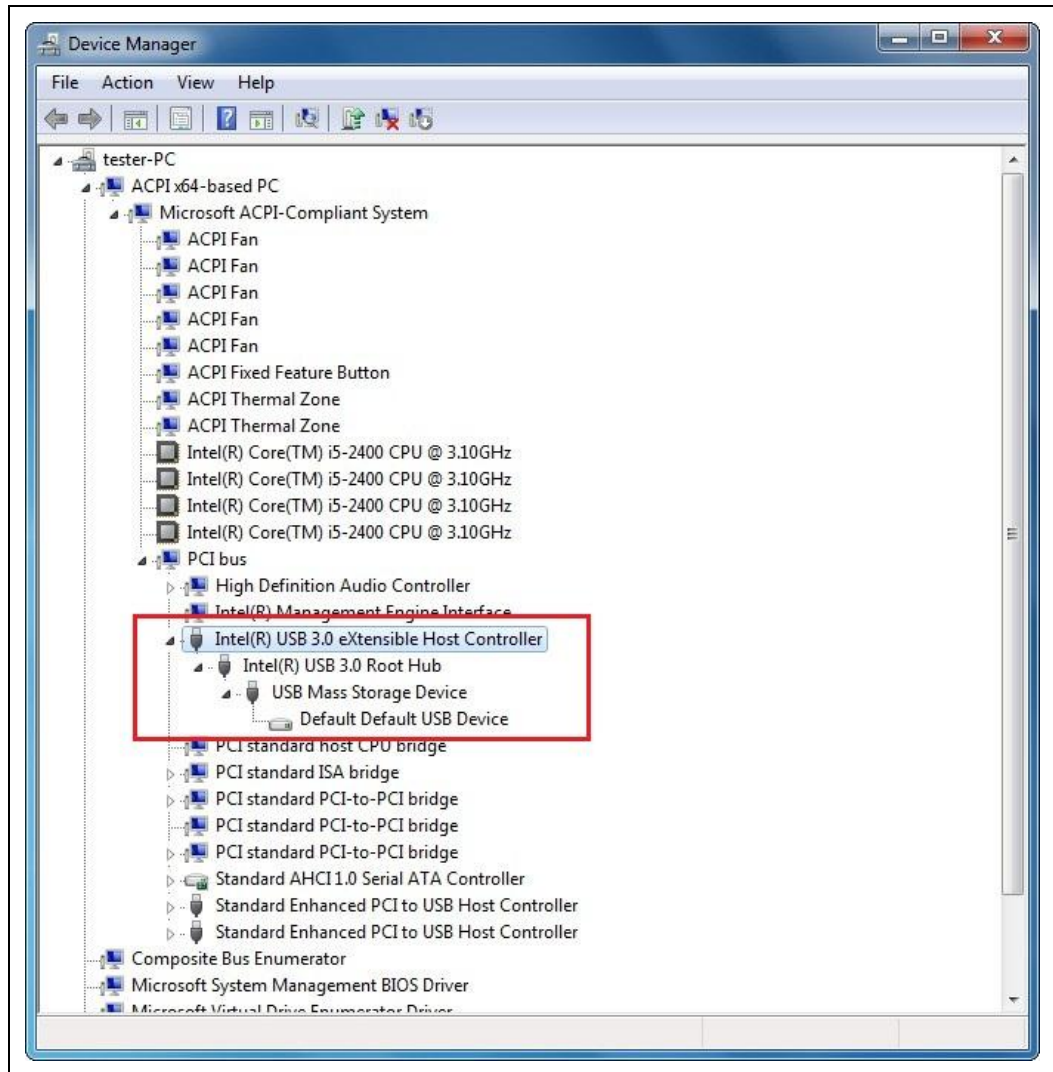 Device Manager
File Action View Help
tester-PC
ACPI x64-based PC
Microsoft ACPI-Compliant System
ACPI Fan
ACPI Fan
ACPI Fan
ACPI Fan
ACPI Fan
ACPI Fixed Feature Button
ACPI Thermal Zone
ACPI Thermal Zone
Intel(R) Core(TM) i5-2400 CPU @ 3.10GHz
Intel(R) Core(TM) i5-2400 CPU @ 3.10GHz
Intel(R) Core(TM) i5-2400 CPU @ 3.10GHz
Intel(R) Core(TM) i5-2400 CPU @ 3.10GHz
PCI bus
High Definition Audio Controller
Intel(R) Management Engine Interface
Intel(R) USB 3.0 eXtensible Host Controller
Intel(R) USB 3.0 Root Hub
USB Mass Storage Device
Default Default USB Device
PCI standard host CPU bridge
PCI standard ISA bridge
PCI standard PCI-to-PCI bridge
PCI standard PCI-to-PCI bridge
PCI standard PCI-to-PCI bridge
Standard AHCI 1.0 Serial ATA Controller
Standard Enhanced PCI to USB Host Controller
Standard Enhanced PCI to USB Host Controller
Composite Bus Enumerator
Microsoft System Management BIOS Driver
Microsoft Virtual Drive Enumerator Driver